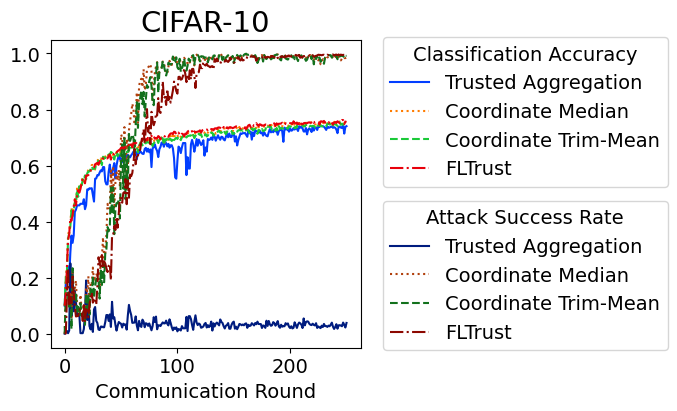 CIFAR-10
1.0
0.8
0.6
0.4
0.2
0.0
0
100
200
Communication Round
Classification Accuracy
Trusted Aggregation
Coordinate Median
Coordinate Trim-Mean
FLTrust
Attack Success Rate
Trusted Aggregation
Coordinate Median
Coordinate Trim-Mean
FLTrust